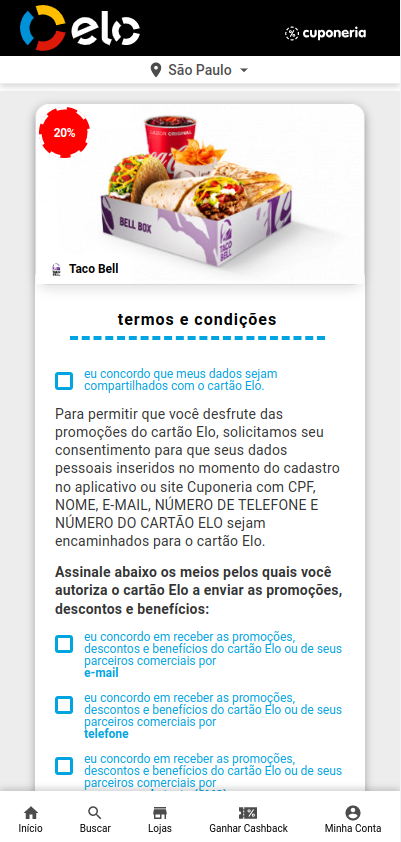 elo
cuponeria
São Paulo
20%
SABOR ORIGINAL
BELL BOX
TACO BELL
Taco Bell
termos e condições
eu concordo que meus dados sejam
compartilhados com o cartão Elo.
Para permitir que você desfrute das
promoções do cartão Elo, solicitamos seu
consentimento para que seus dados
pessoais inseridos no momento do cadastro
no aplicativo ou site Cuponeria com CPF,
NOME, E-MAIL, NÚMERO DE TELEFONE E
NÚMERO DO CARTÃO ELO sejam
encaminhados para o cartão Elo.
Assinale abaixo os meios pelos quais você
autoriza o cartão Elo a enviar as promoções,
descontos e benefícios:
eu concordo em receber as promoções,
descontos e benefícios do cartão Elo ou de seus
parceiros comerciais por
e-mail
eu concordo em receber as promoções,
descontos e benefícios do cartão Elo ou de seus
parceiros comerciais por
telefone
eu concordo em receber as promoções,
descontos e benefícios do cartão Elo ou de seus
parceiros comerciais por
Início
Buscar
Lojas
Ganhar Cashback
Minha Conta